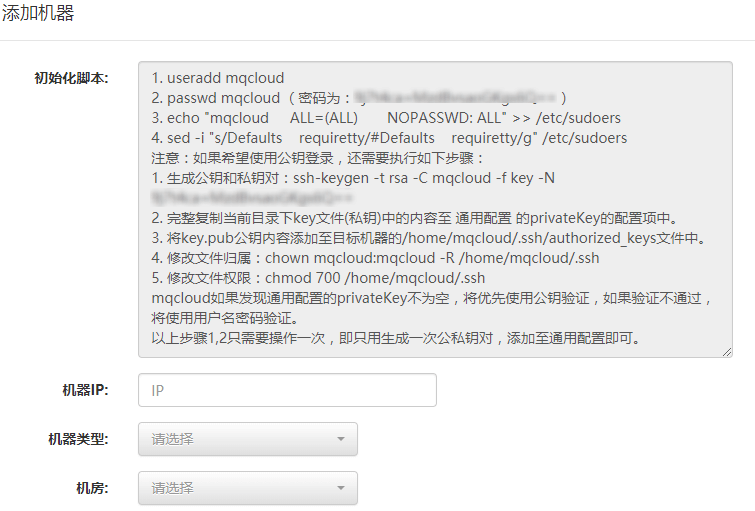 添加机器
初始化脚本:
1. useradd mqcloud
2. passwd mqcloud（密码为：）
3. echo "mqcloud ALL=(ALL) NOPASSWD: ALL" >> /etc/sudoers
4. sed -i "s/Defaults requiretty/#Defaults requiretty/g" /etc/sudoers
注意：如果希望使用公钥登录，还需要执行如下步骤：
1. 生成公钥和私钥对：ssh-keygen -t rsa -C mqcloud -f key -N
2. 完整复制当前目录下key文件(私钥)中的内容至 通用配置 的privateKey的配置项中。
3. 将key.pub公钥内容添加至目标机器的/home/mqcloud/.ssh/authorized_keys文件中。
4. 修改文件归属：chown mqcloud:mqcloud -R /home/mqcloud/.ssh
5. 修改文件权限：chmod 700 /home/mqcloud/.ssh
mqcloud如果发现通用配置的privateKey不为空，将优先使用公钥验证，如果验证不通过，
将使用用户名密码验证。
以上步骤1,2只需要操作一次，即只用生成一次公私钥对，添加至通用配置即可。
机器IP:
IP
机器类型:
请选择
机房:
请选择